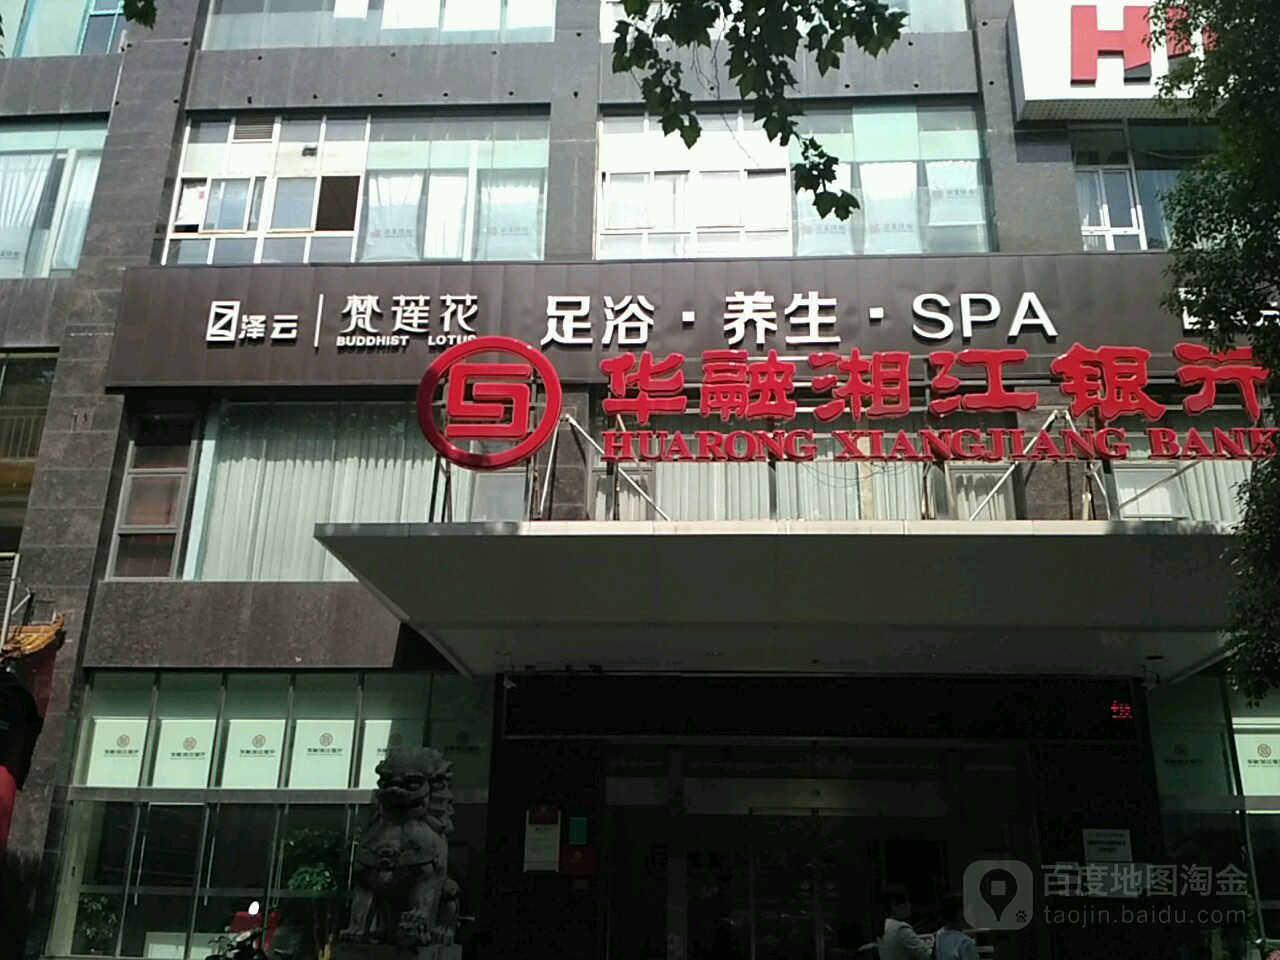 泽云 梵莲花 足浴·养生·SPA
BUDDHIST LOTUS
华融湘江银行
HUARONG XIANGJIANG BANK
百度地图淘金
taojin.baidu.com